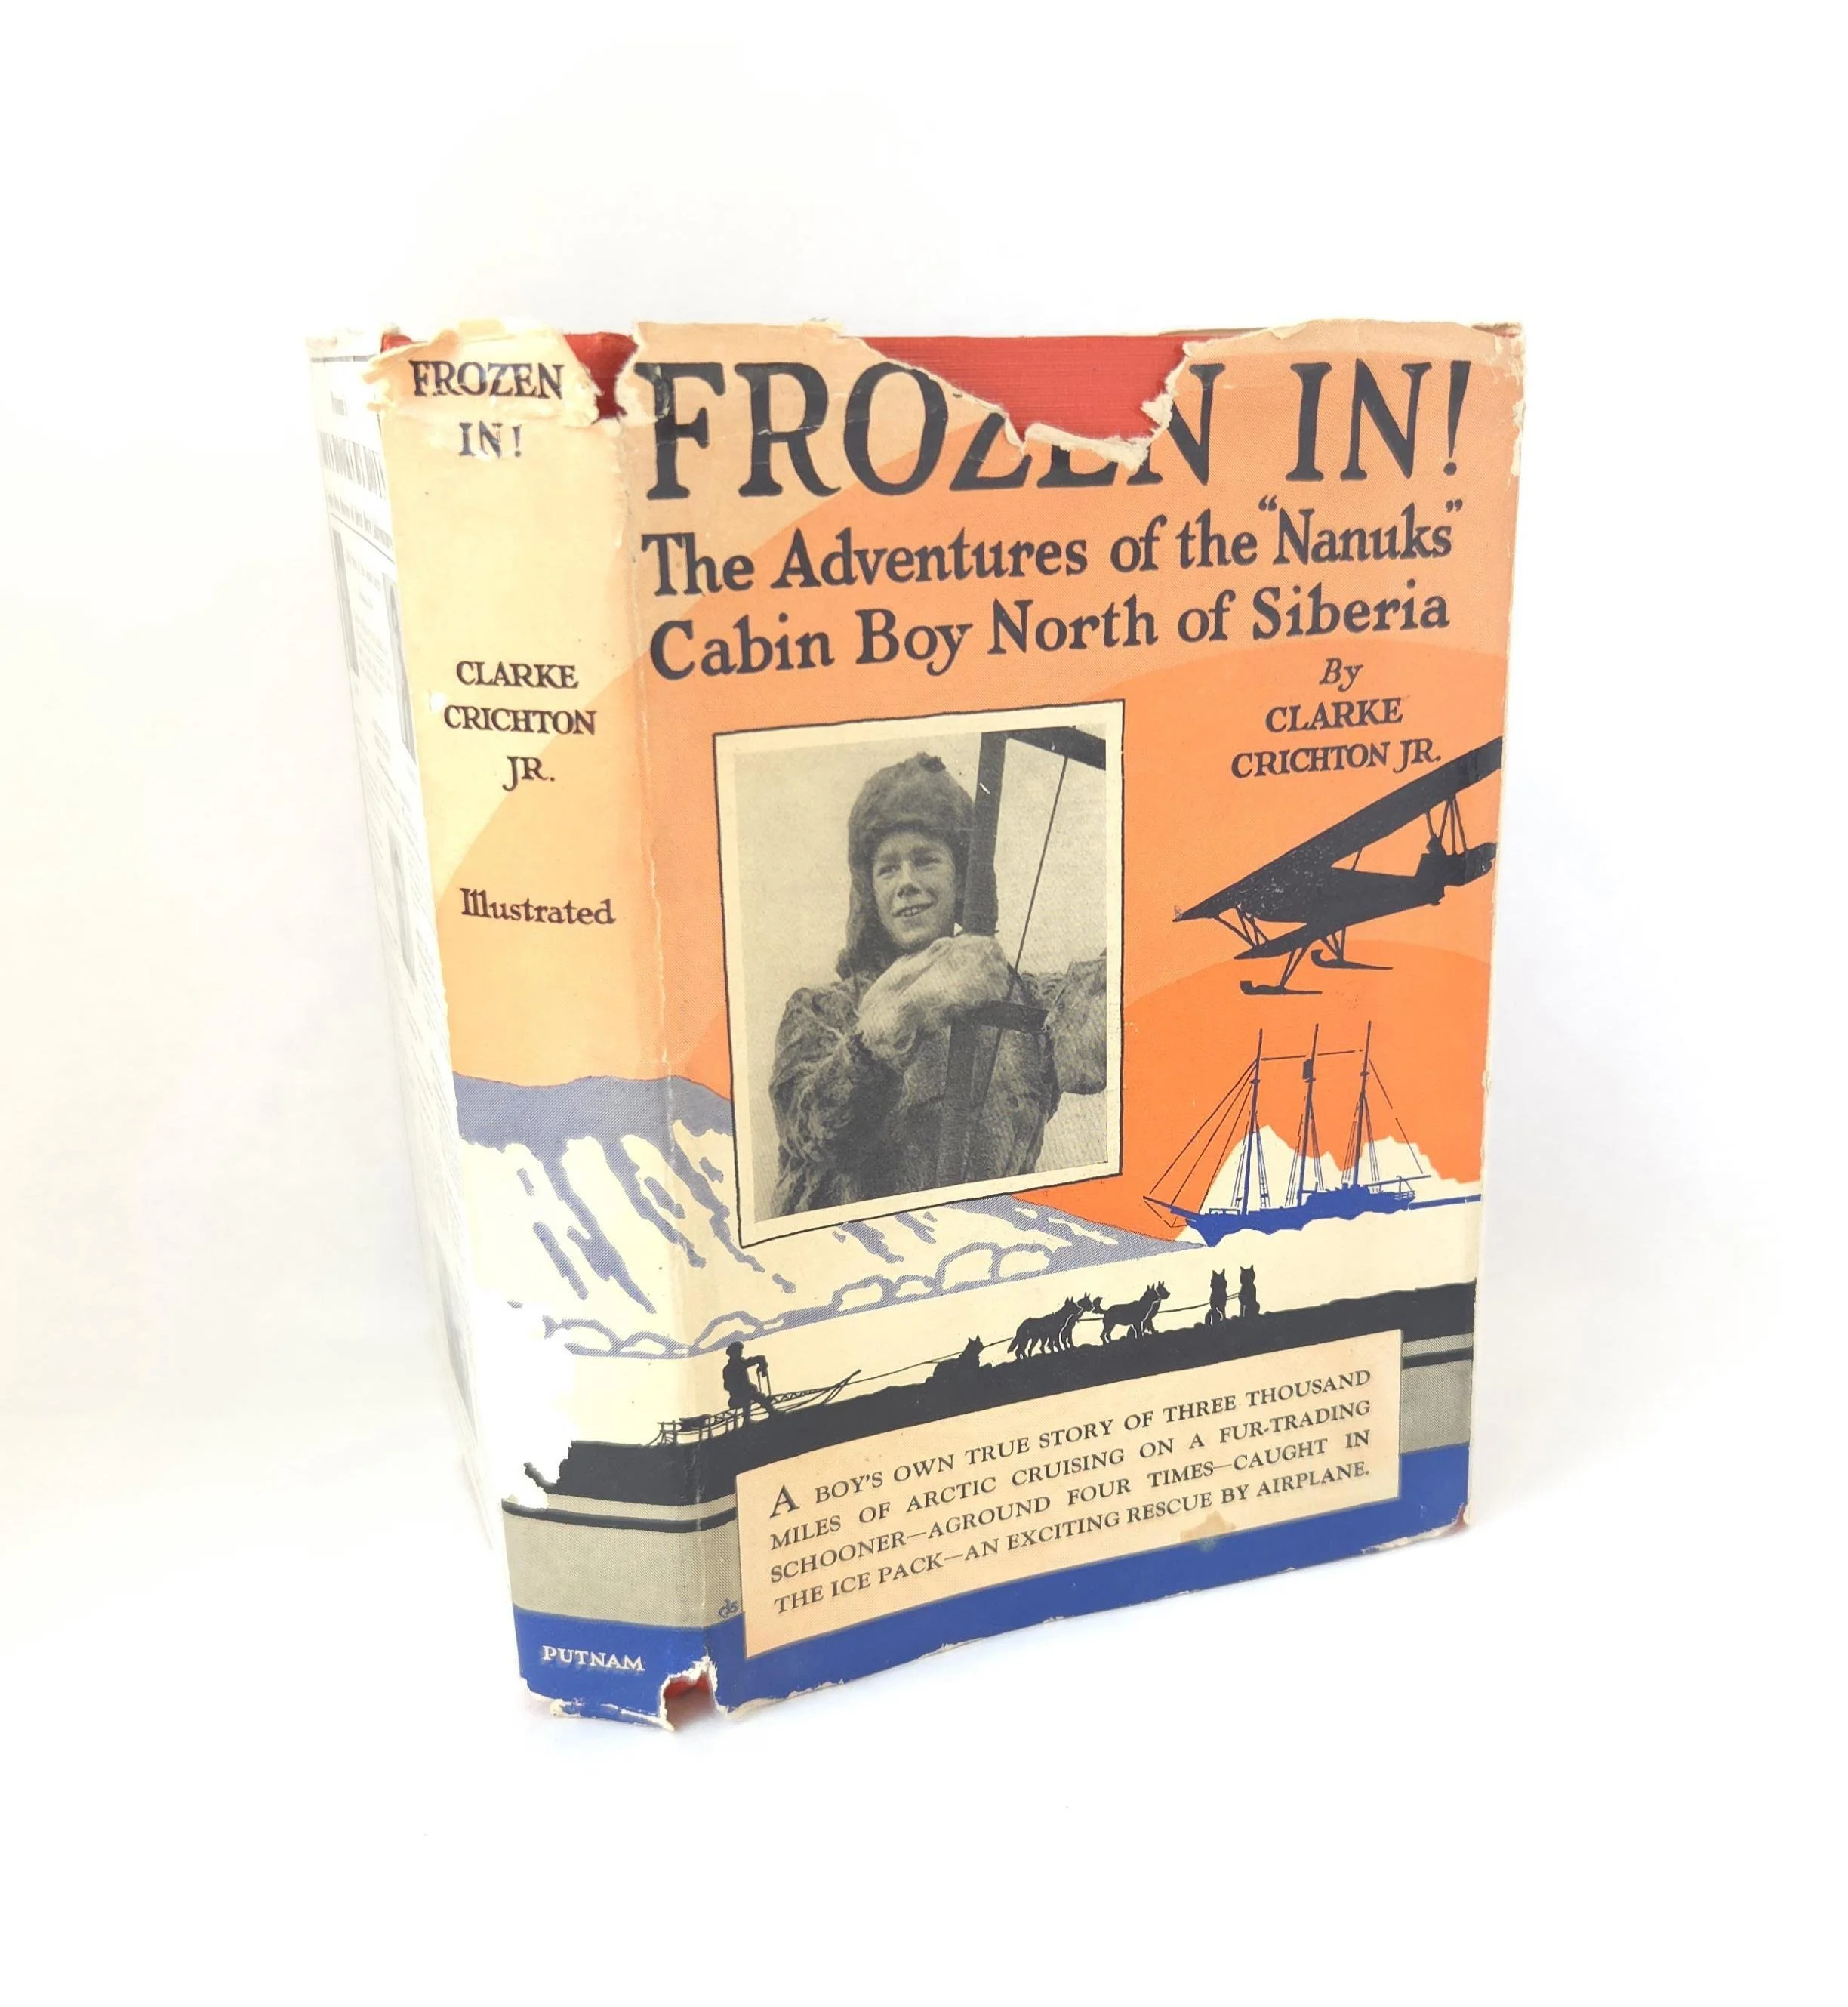 FROZEN
IN!
CLARKE
CRICHTON
JR.
Illustrated
PUTNAM
FROZEN IN!
The Adventures of the "Nanuks"
Cabin Boy North of Siberia
By
CLARKE
CRICHTON JR.
A BOY'S OWN TRUE STORY OF THREE THOUSAND
MILES OF ARCTIC CRUISING ON A FUR-TRADING
SCHOONER—AGROUND FOUR TIMES—CAUGHT IN
THE ICE PACK—AN EXCITING RESCUE BY AIRPLANE.